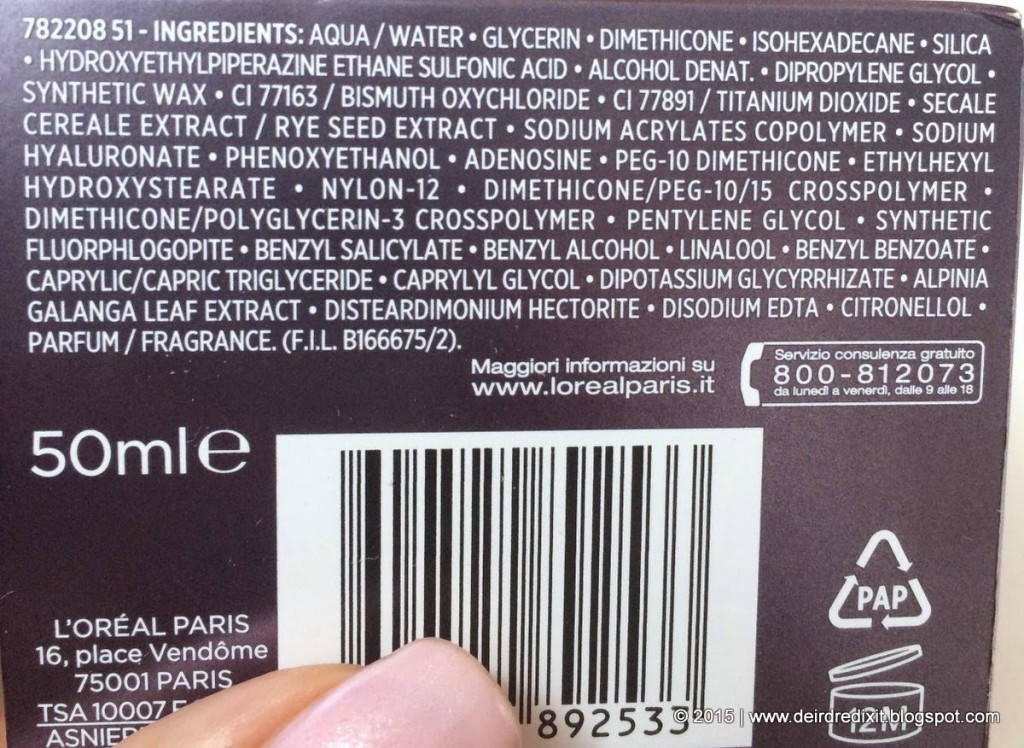 782208 51 - INGREDIENTS: AQUA / WATER • GLYCERIN • DIMETHICONE • ISOHEXADECANE • SILICA
• HYDROXYETHYLPIPERAZINE ETHANE SULFONIC ACID • ALCOHOL DENAT. • DIPROPYLENE GLYCOL •
SYNTHETIC WAX • CI 77163 / BISMUTH OXYCHLORIDE • CI 77891 / TITANIUM DIOXIDE • SECALE
CEREALE EXTRACT / RYE SEED EXTRACT • SODIUM ACRYLATES COPOLYMER • SODIUM
HYALURONATE • PHENOXYETHANOL • ADENOSINE • PEG-10 DIMETHICONE • ETHYLHEXYL
HYDROXYSTEARATE • NYLON-12 • DIMETHICONE/PEG-10/15 CROSSPOLYMER •
DIMETHICONE/POLYGLYCERIN-3 CROSSPOLYMER • PENTYLENE GLYCOL • SYNTHETIC
FLUORPHLOGOPITE • BENZYL SALICYLATE • BENZYL ALCOHOL • LINALOOL • BENZYL BENZOATE •
CAPRYLIC/CAPRIC TRIGLYCERIDE • CAPRYLYL GLYCOL • DIPOTASSIUM GLYCYRRHIZATE • ALPINIA
GALANGA LEAF EXTRACT • DISTEARDIMONIUM HECTORITE • DISODIUM EDTA • CITRONELLOL •
PARFUM / FRAGRANCE. (F.I.L. B166675/2).
Maggiori informazioni su
www.lorealparis.it
Servizio consulenza gratuito
800-812073
da lunedì a venerdì, dalle 9 alle 18
50ml e
L'ORÉAL PARIS
16, place Vendôme
75001 PARIS
TSA 10007
ASNIER
892533
PAP
12M
© 2015 | www.deirdredixit.blogspot.com